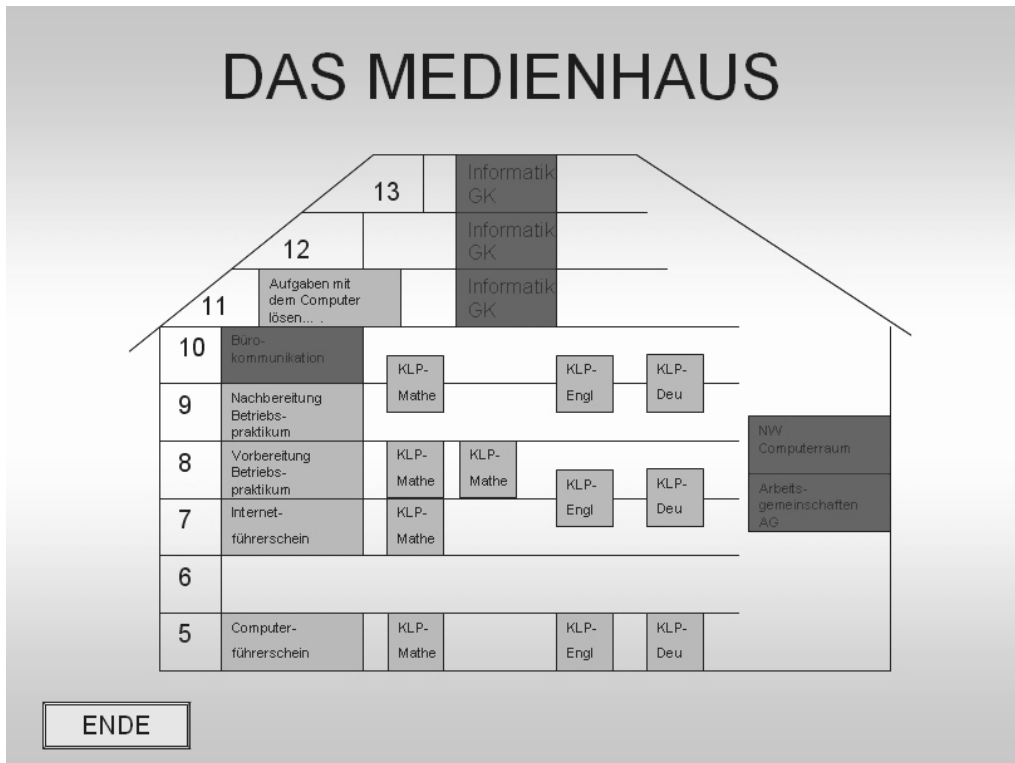 DAS MEDIENHAUS
13
Informatik
GK
12
Informatik
GK
11
Aufgaben mit
dem Computer
lösen... .
Informatik
GK
10
Büro-
kommunikation
KLP-
Mathe
KLP-
Engl
KLP-
Deu
9
Nachbereitung
Betriebs-
praktikum
NW
Computerraum
8
Vorbereitung
Betriebs-
praktikum
KLP-
Mathe
KLP-
Mathe
KLP-
Engl
KLP-
Deu
Arbeits-
gemeinschaften
AG
7
Internet-
führerschein
KLP-
Mathe
6
5
Computer-
führerschein
KLP-
Mathe
KLP-
Engl
KLP-
Deu
ENDE